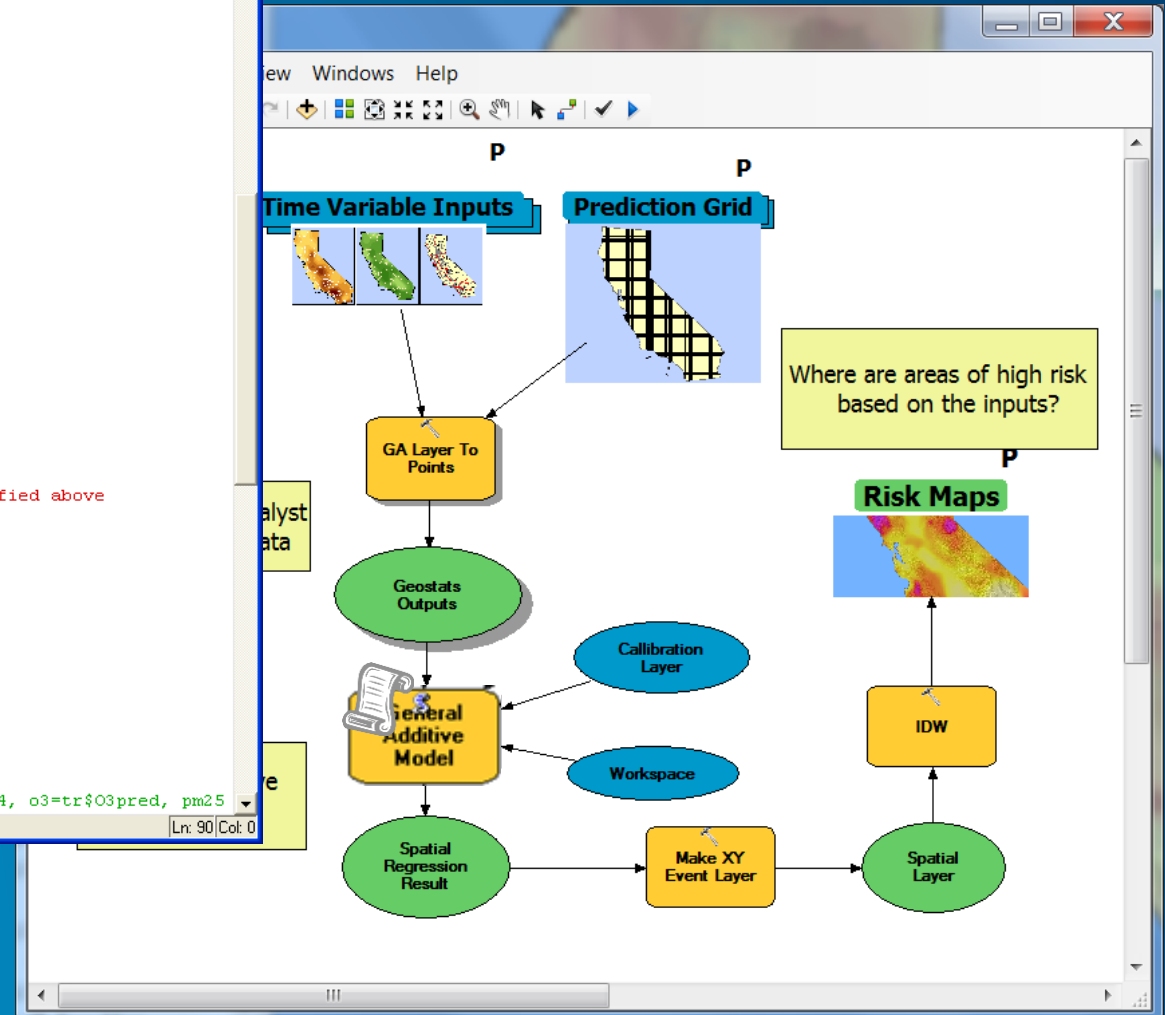 iew Windows Help
P
P
Time Variable Inputs
Prediction Grid
Where are areas of high risk
based on the inputs?
GA Layer To
Points
P
Risk Maps
fied above
alyst
ata
Geostats
Outputs
Callibration
Layer
General
Additive
Model
IDW
Workspace
ve
4, o3=tr$O3pred, pm25
Ln: 90 Col: 0
Spatial
Regression
Result
Make XY
Event Layer
Spatial
Layer